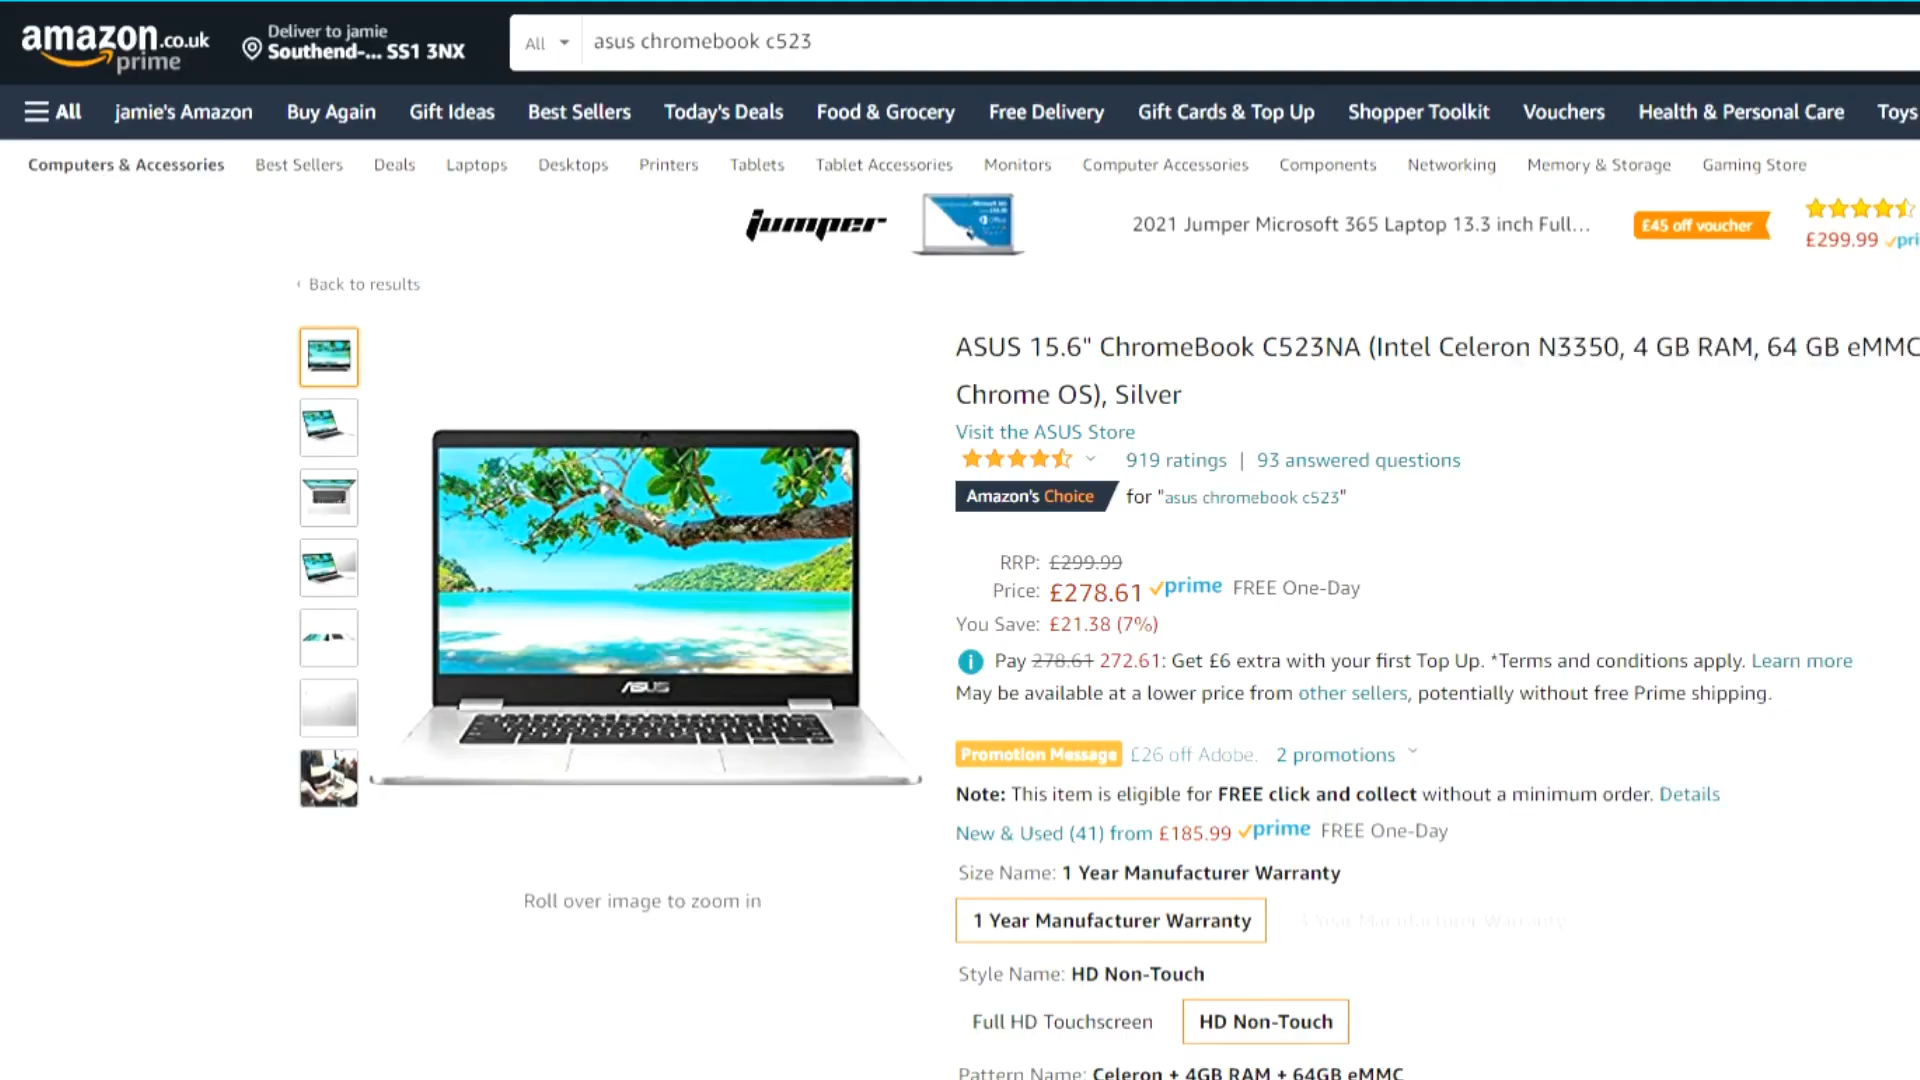 amazon.co.uk
prime
Deliver to jamie
Southend-... SS1 3NX
All
asus chromebook c523
All
jamie's Amazon
Buy Again
Gift Ideas
Best Sellers
Today's Deals
Food & Grocery
Free Delivery
Gift Cards & Top Up
Shopper Toolkit
Vouchers
Health & Personal Care
Toys
Computers & Accessories
Best Sellers
Deals
Laptops
Desktops
Printers
Tablets
Tablet Accessories
Monitors
Computer Accessories
Components
Networking
Memory & Storage
Gaming Store
jumper
2021 Jumper Microsoft 365 Laptop 13.3 inch Full...
£45 off voucher
£299.99 pri
‹ Back to results
ASUS 15.6" ChromeBook C523NA (Intel Celeron N3350, 4 GB RAM, 64 GB eMMC
Chrome OS), Silver
Visit the ASUS Store
919 ratings | 93 answered questions
Amazon's Choice for "asus chromebook c523"
RRP: £299.99
Price: £278.61 prime FREE One-Day
You Save: £21.38 (7%)
i Pay 278.61 272.61: Get £6 extra with your first Top Up. *Terms and conditions apply. Learn more
May be available at a lower price from other sellers, potentially without free Prime shipping.
Promotion Message £26 off Adobe. 2 promotions
Note: This item is eligible for FREE click and collect without a minimum order. Details
New & Used (41) from £185.99 prime FREE One-Day
Size Name: 1 Year Manufacturer Warranty
1 Year Manufacturer Warranty
3 Year Manufacturer Warranty
Style Name: HD Non-Touch
Full HD Touchscreen
HD Non-Touch
Pattern Name: Celeron + 4GB RAM + 64GB eMMC
ASUS
Roll over image to zoom in